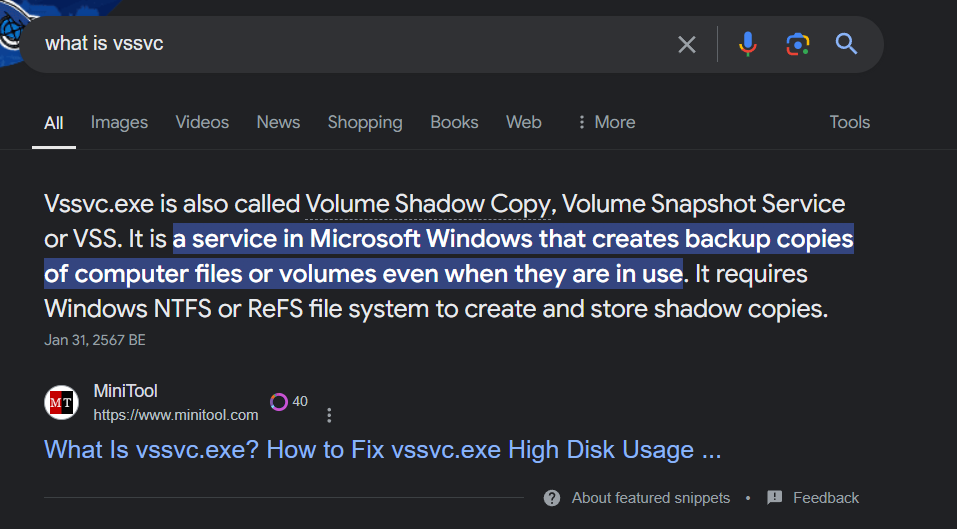 what is vssvc
All Images Videos News Shopping Books Web More Tools
Vssvc.exe is also called Volume Shadow Copy, Volume Snapshot Service
or VSS. It is a service in Microsoft Windows that creates backup copies
of computer files or volumes even when they are in use. It requires
Windows NTFS or ReFS file system to create and store shadow copies.
Jan 31, 2567 BE
MT
MiniTool
https://www.minitool.com
40
What Is vssvc.exe? How to Fix vssvc.exe High Disk Usage ...
About featured snippets • Feedback